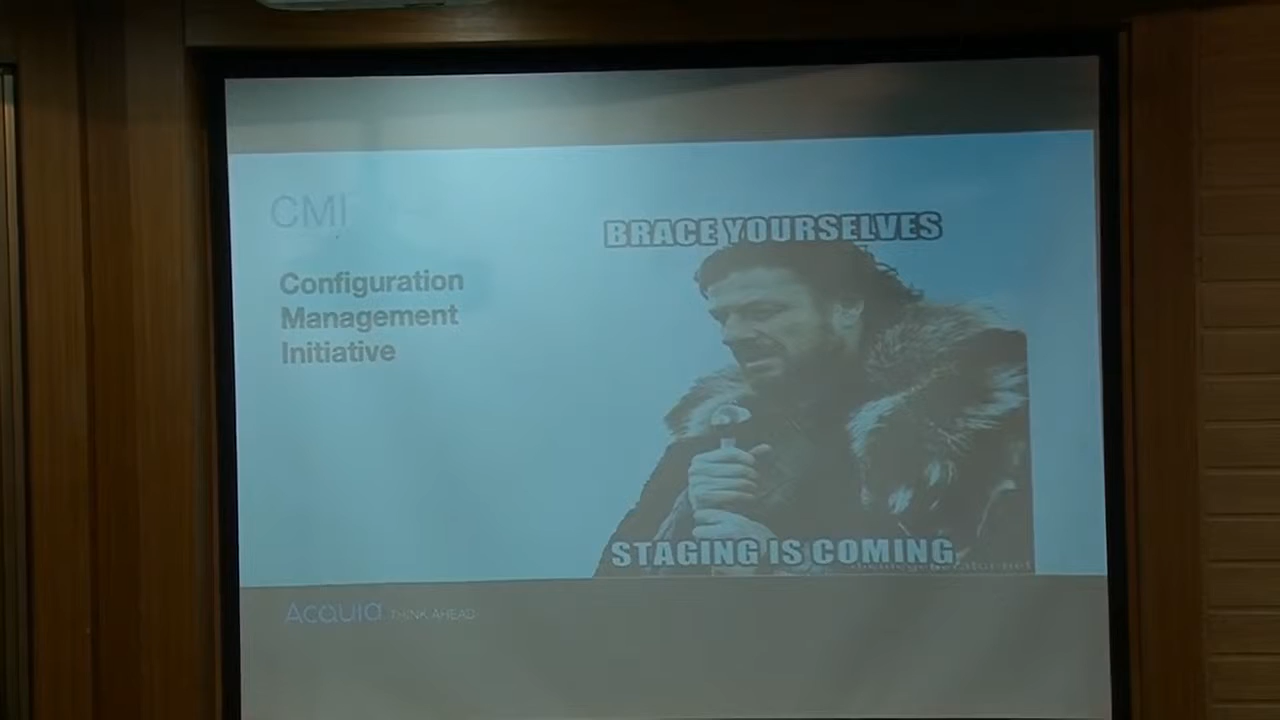 CMI
Configuration
Management
Initiative
BRACE YOURSELVES
STAGING IS COMING
Acquia THINK AHEAD